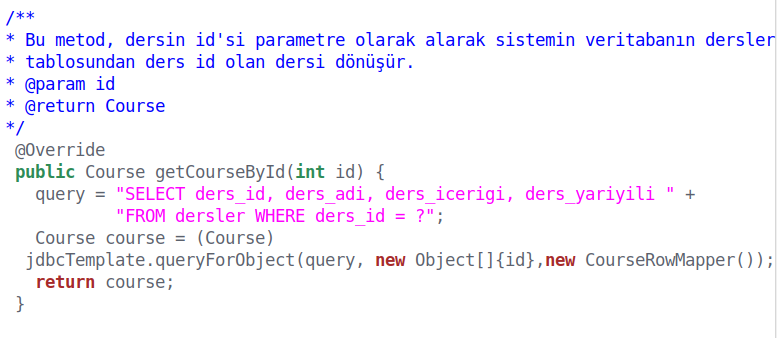 /**
* Bu metod, dersin id'si parametre olarak alarak sistemin veritabanın dersler
* tablosundan ders id olan dersi dönüşür.
* @param id
* @return Course
*/
@Override
public Course getCourseById(int id) {
query = "SELECT ders_id, ders_adi, ders_icerigi, ders_yariyili " +
"FROM dersler WHERE ders_id = ?";
Course course = (Course)
jdbcTemplate.queryForObject(query, new Object[]{id},new CourseRowMapper());
return course;
}